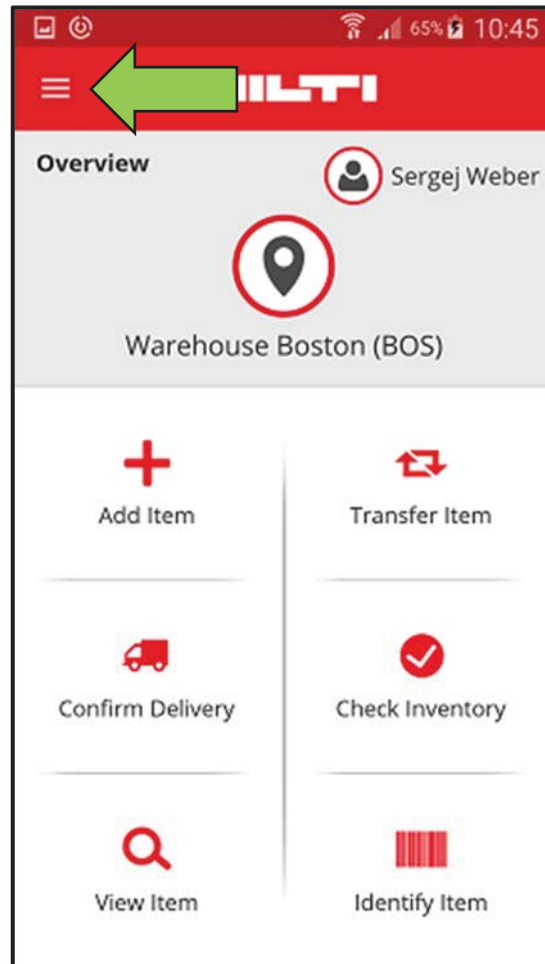 65% 10:45
Overview
Sergej Weber
Warehouse Boston (BOS)
Add Item
Transfer Item
Confirm Delivery
Check Inventory
View Item
Identify Item